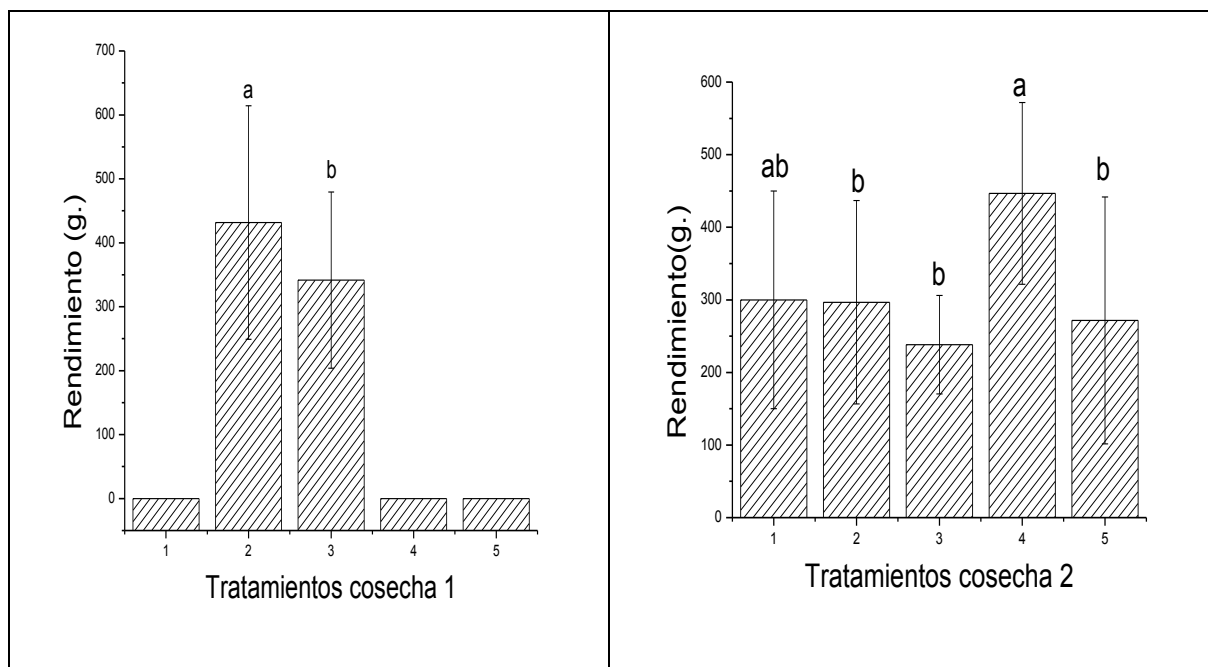 700
600
500
400
300
200
100
0
Rendimiento (g.)
a
b
1 2 3 4 5
Tratamientos cosecha 1
600
500
400
300
200
100
0
Rendimiento(g.)
ab
b
b
a
b
1 2 3 4 5
Tratamientos cosecha 2